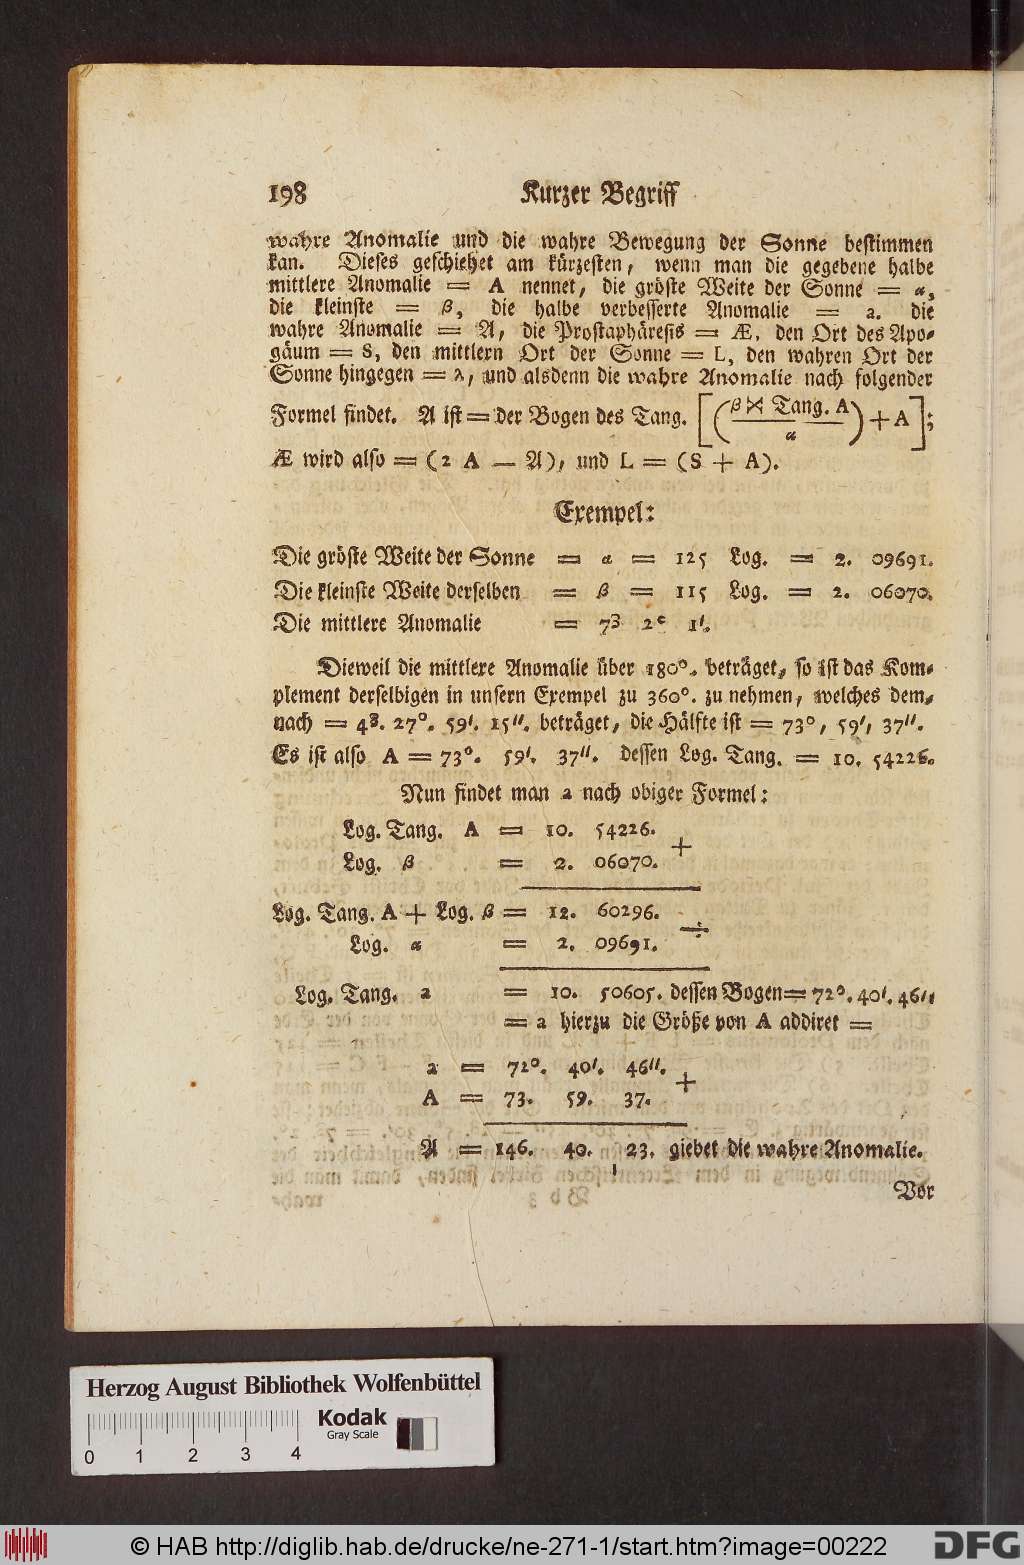 198 Kurzer Begriff
wahre Anomalie und die wahre Bewegung der Sonne bestimmen
kan. Dieses geschiehet am kürzesten, wenn man die gegebene halbe
mittlere Anomalie = A nennet, die gröste Weite der Sonne = α,
die kleinste = β, die halbe verbesserte Anomalie = a. die
wahre Anomalie = 𝔄, die Prostaphäresis = Æ, den Ort des Apo-
gäum = S, den mittlern Ort der Sonne = L, den wahren Ort der
Sonne hingegen = λ, und alsdenn die wahre Anomalie nach folgender
Formel findet. 𝔄 ist = der Bogen des Tang. [(β × Tang. A / α) + A];
Æ wird also = (2 A — 𝔄), und L = (S + A).
Exempel:
Die gröste Weite der Sonne = α = 125 Log. = 2. 09691.
Die kleinste Weite derselben = β = 115 Log. = 2. 06070.
Die mittlere Anomalie = 7З 2° 1'.
Dieweil die mittlere Anomalie über 180°. beträget, so ist das Kom-
plement derselbigen in unsern Exempel zu 360°. zu nehmen, welches dem-
nach = 4З. 27°. 59'. 15''. beträget, die Hälfte ist = 73°, 59', 37''.
Es ist also A = 73°. 59'. 37''. dessen Log. Tang. = 10. 54226.
Nun findet man a nach obiger Formel:
Log. Tang. A = 10. 54226.
+
Log. β = 2. 06070.
Log. Tang. A + Log. β = 12. 60296.
÷
Log. α = 2. 09691.
Log. Tang. a = 10. 50605. dessen Bogen = 72°. 40'. 46''
= a hierzu die Größe von A addiret =
a = 72°. 40'. 46''.
+
A = 73. 59. 37.
𝔄 = 146. 40. 23. giebet die wahre Anomalie.
Vor
Herzog August Bibliothek Wolfenbüttel
Kodak
Gray Scale
0 1 2 3 4
© HAB http://diglib.hab.de/drucke/ne-271-1/start.htm?image=00222
DFG